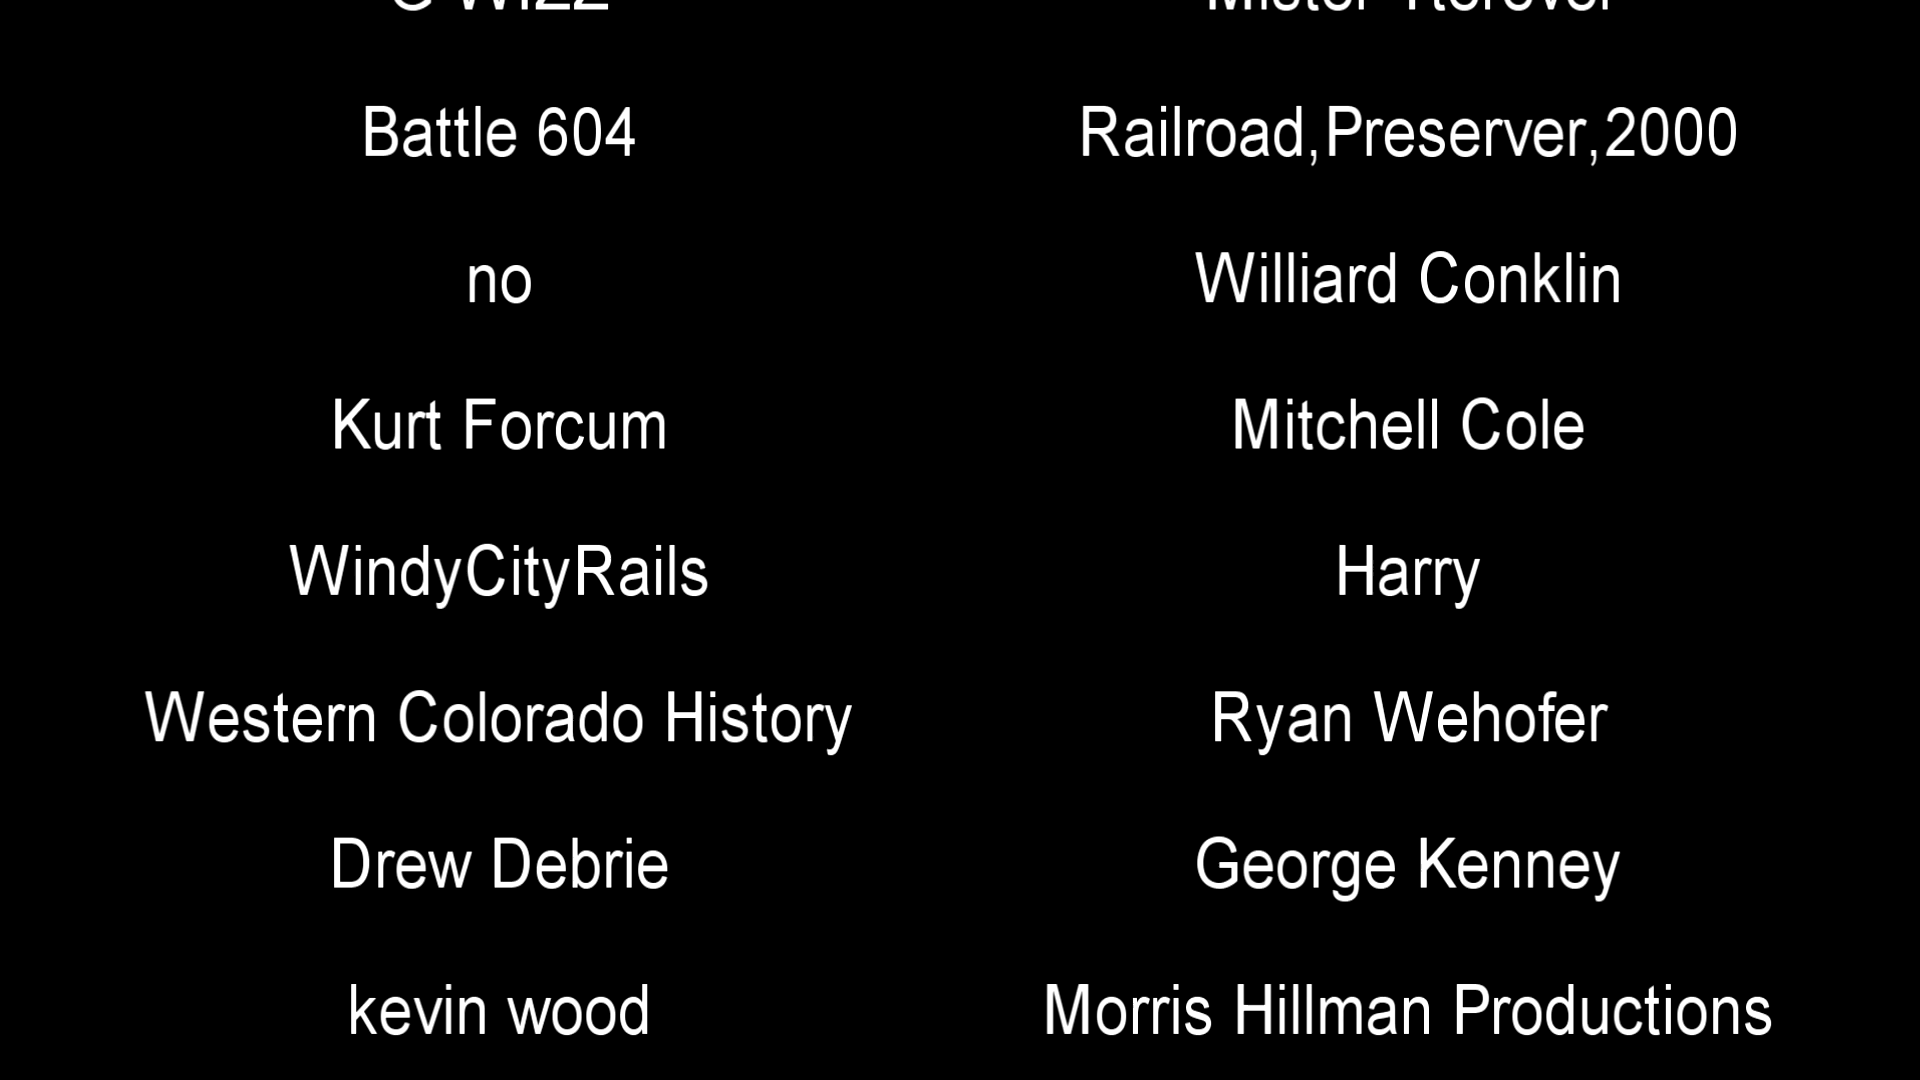 Battle 604
Railroad,Preserver,2000
no
Williard Conklin
Kurt Forcum
Mitchell Cole
WindyCityRails
Harry
Western Colorado History
Ryan Wehofer
Drew Debrie
George Kenney
kevin wood
Morris Hillman Productions